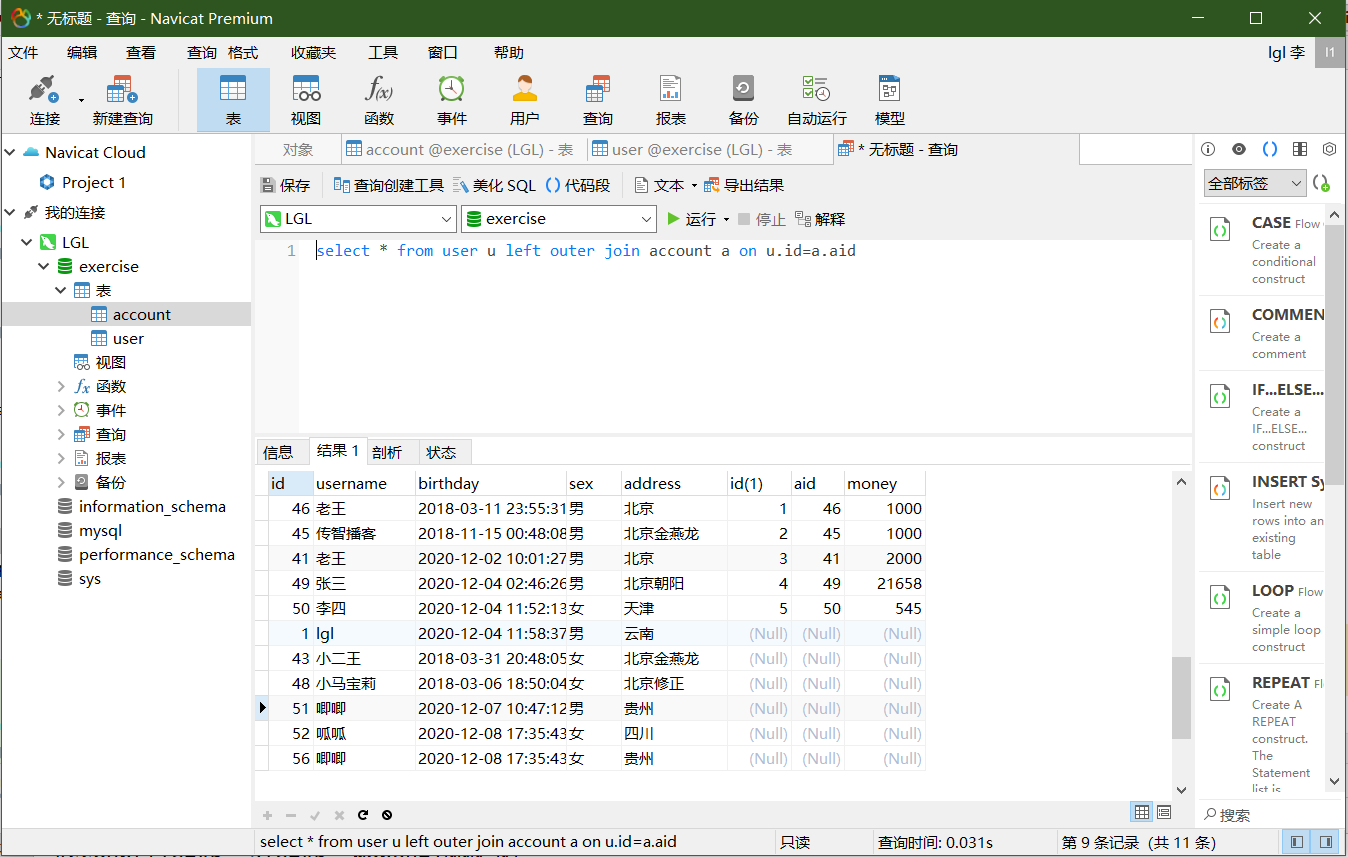 * 无标题 - 查询 - Navicat Premium
文件 编辑 查看 查询 格式 收藏夹 工具 窗口 帮助 lgl 李 I1
连接 新建查询 表 视图 函数 事件 用户 查询 报表 备份 自动运行 模型
Navicat Cloud
Project 1
我的连接
LGL
exercise
表
account
user
视图
函数
事件
查询
报表
备份
information_schema
mysql
performance_schema
sys
对象 account @exercise (LGL) - 表 user @exercise (LGL) - 表 * 无标题 - 查询
保存 查询创建工具 美化 SQL () 代码段 文本 导出结果
LGL exercise 运行 停止 解释
1 select * from user u left outer join account a on u.id=a.aid
信息 结果 1 剖析 状态
id username birthday sex address id(1) aid money
46 老王 2018-03-11 23:55:31 男 北京 1 46 1000
45 传智播客 2018-11-15 00:48:08 男 北京金燕龙 2 45 1000
41 老王 2020-12-02 10:01:27 男 北京 3 41 2000
49 张三 2020-12-04 02:46:26 男 北京朝阳 4 49 21658
50 李四 2020-12-04 11:52:13 女 天津 5 50 545
1 lgl 2020-12-04 11:58:37 男 云南 (Null) (Null) (Null)
43 小二王 2018-03-31 20:48:05 女 北京金燕龙 (Null) (Null) (Null)
48 小马宝莉 2018-03-06 18:50:04 女 北京修正 (Null) (Null) (Null)
51 唧唧 2020-12-07 10:47:12 男 贵州 (Null) (Null) (Null)
52 呱呱 2020-12-08 17:35:43 女 四川 (Null) (Null) (Null)
56 唧唧 2020-12-08 17:35:43 女 贵州 (Null) (Null) (Null)
全部标签
CASE Flow
Create a
conditional
construct
COMMEN
Create a
comment
IF...ELSE...
Create a
IF...ELSE...
construct
INSERT Sy
Insert new
rows into an
existing
table
LOOP Flow
Create a
simple loop
construct
REPEAT Fl
Create A
REPEAT
construct.
The
Statement
list is
搜索
select * from user u left outer join account a on u.id=a.aid 只读 查询时间: 0.031s 第 9 条记录 (共 11 条)